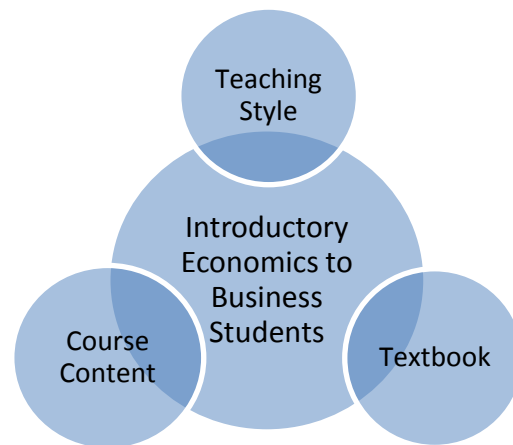 Teaching
Style
Introductory
Economics to
Business
Students
Course
Content
Textbook